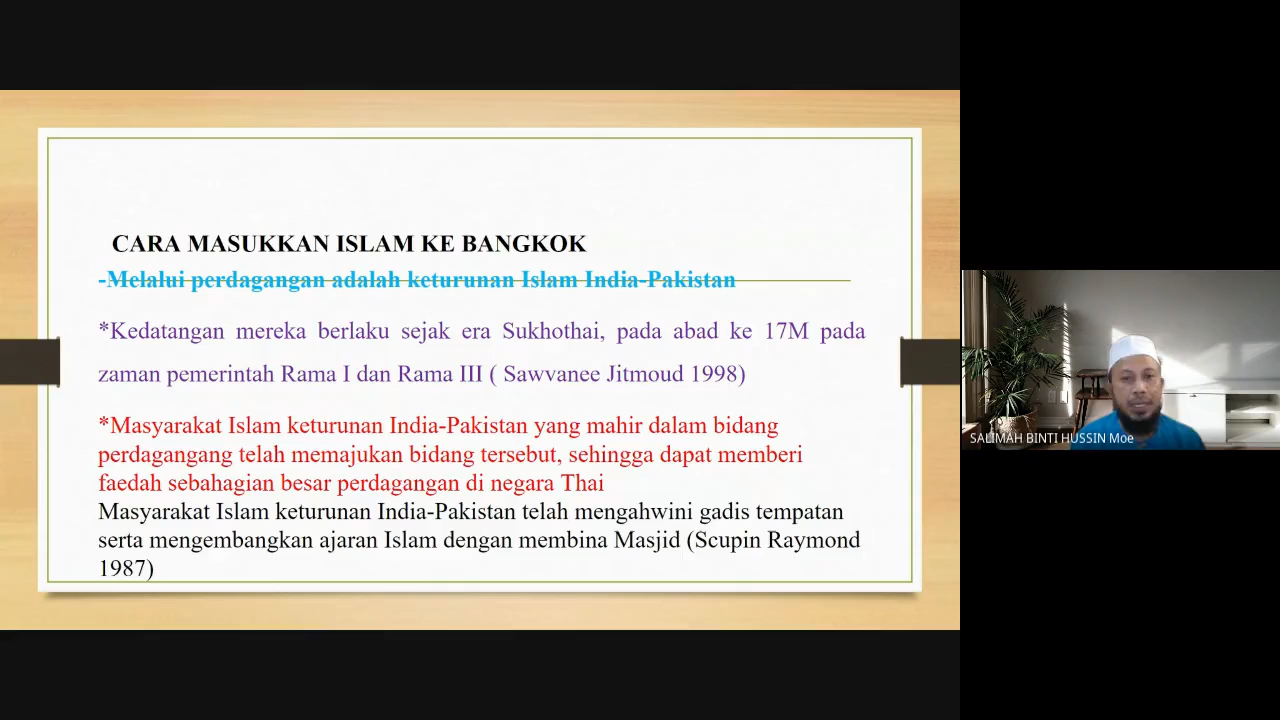 CARA MASUKKAN ISLAM KE BANGKOK
-Melalui perdagangan adalah keturunan Islam India-Pakistan
*Kedatangan mereka berlaku sejak era Sukhothai, pada abad ke 17M pada
zaman pemerintah Rama I dan Rama III ( Sawvanee Jitmoud 1998)
*Masyarakat Islam keturunan India-Pakistan yang mahir dalam bidang
perdagangang telah memajukan bidang tersebut, sehingga dapat memberi
faedah sebahagian besar perdagangan di negara Thai
Masyarakat Islam keturunan India-Pakistan telah mengahwini gadis tempatan
serta mengembangkan ajaran Islam dengan membina Masjid (Scupin Raymond
1987)
SALIMAH BINTI HUSSIN Moe